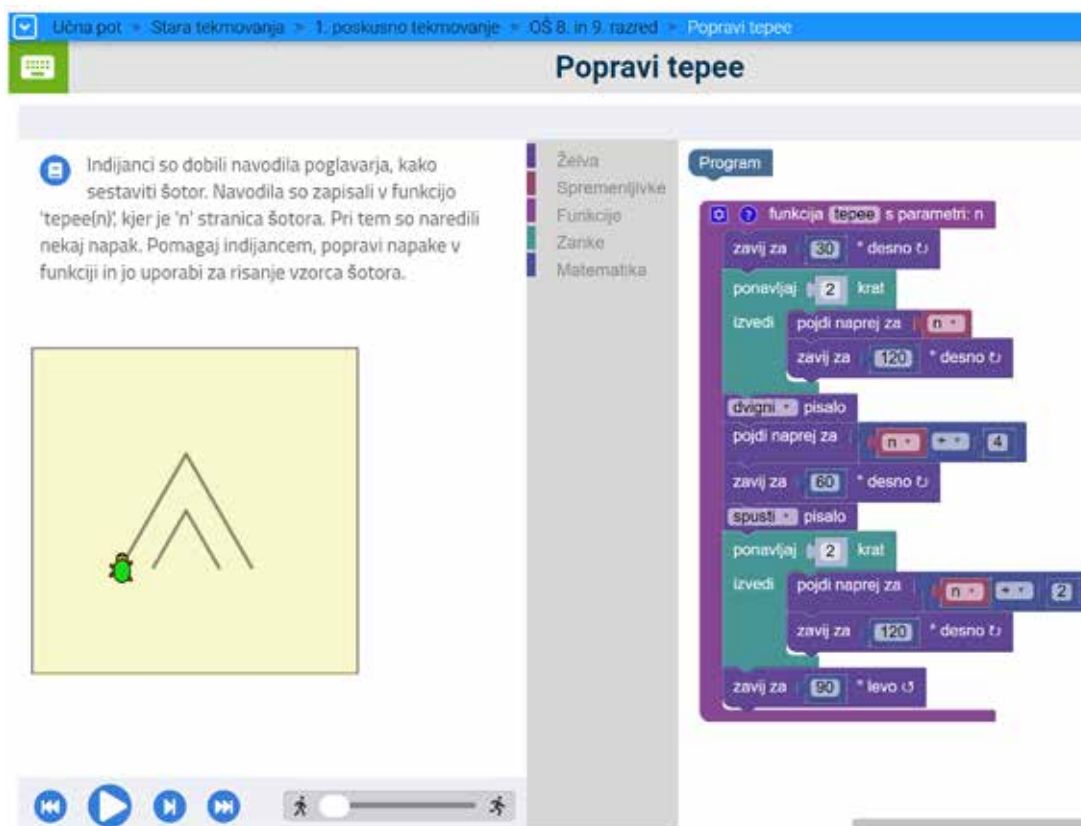 Učna pot » Stara tekmovanja » 1. poskusno tekmovanje » OŠ 8. in 9. razred » Popravi tepee
Popravi tepee
Indijanci so dobili navodila poglavarja, kako
sestaviti šotor. Navodila so zapisali v funkcijo
'tepee(n)', kjer je 'n' stranica šotora. Pri tem so naredili
nekaj napak. Pomagaj indijancem, popravi napake v
funkciji in jo uporabi za risanje vzorca šotora.
Želva
Spremenljivke
Funkcije
Zanke
Matematika
Program
funkcija tepee s parametri: n
zavij za 30 ° desno ↻
ponavljaj 2 krat
izvedi pojdi naprej za n
zavij za 120 ° desno ↻
dvigni pisalo
pojdi naprej za n ÷ 4
zavij za 60 ° desno ↻
spusti pisalo
ponavljaj 2 krat
izvedi pojdi naprej za n ÷ 2
zavij za 120 ° desno ↻
zavij za 90 ° levo ↺